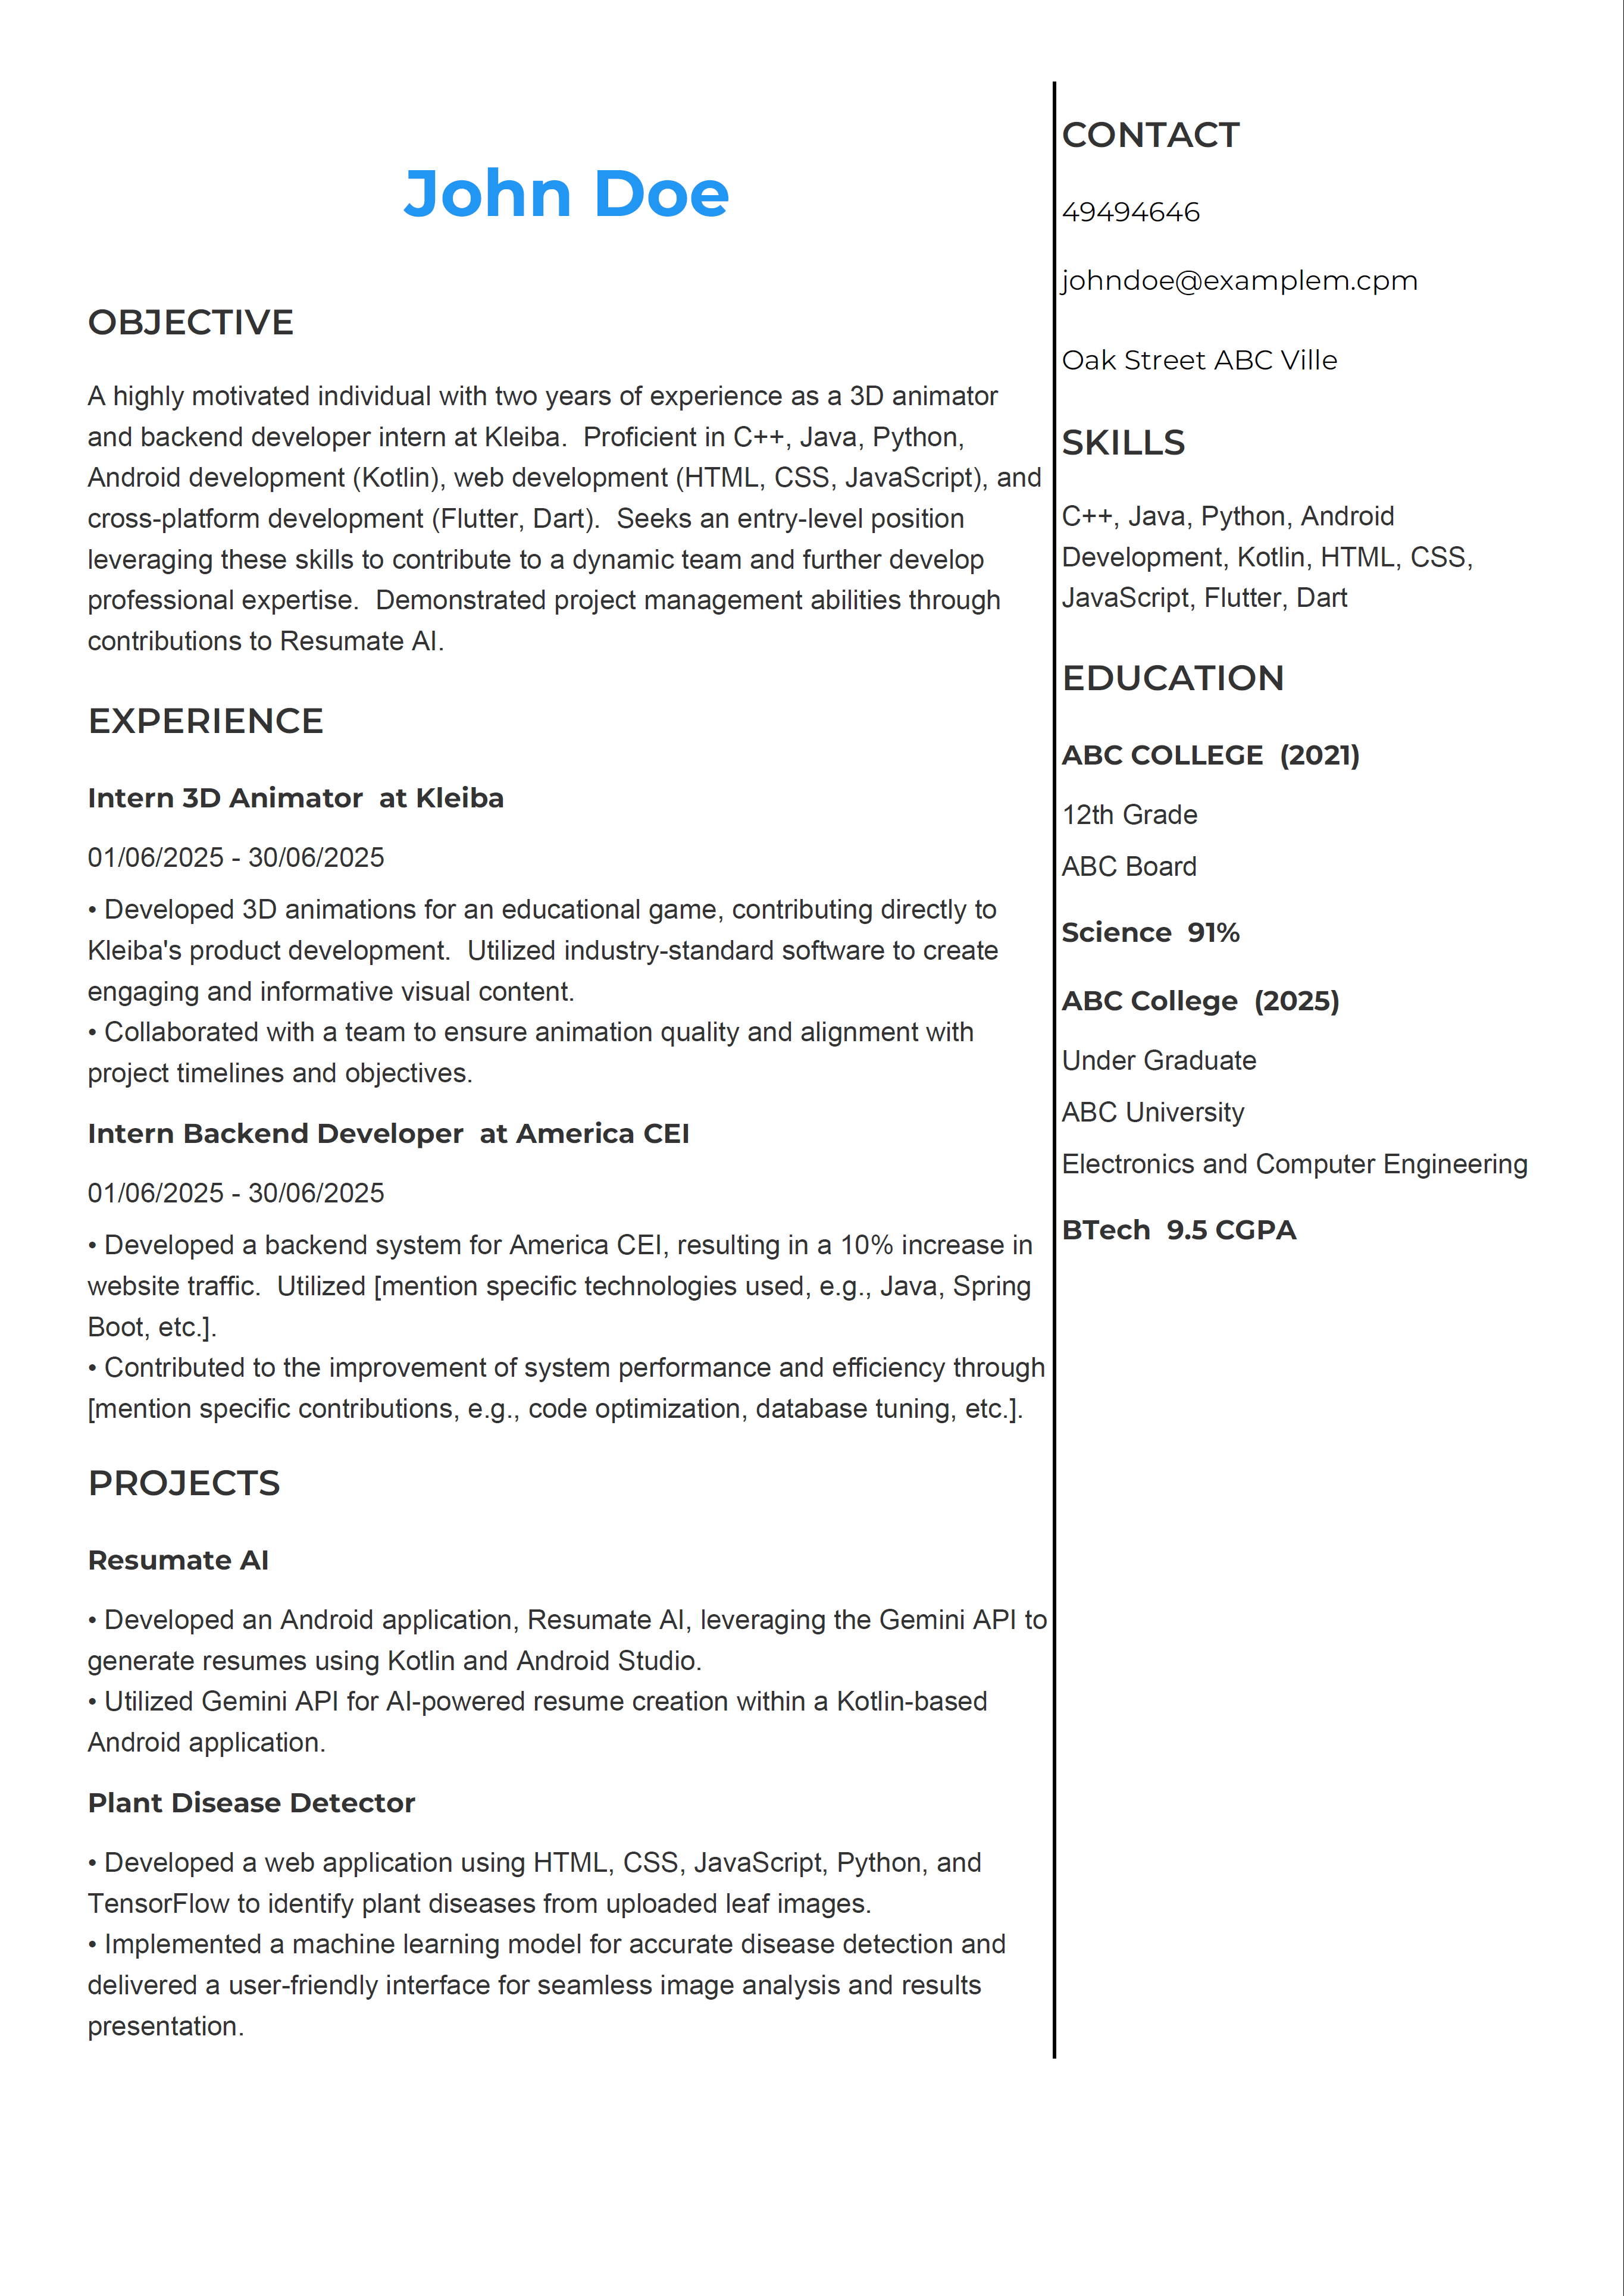 John Doe
OBJECTIVE
A highly motivated individual with two years of experience as a 3D animator
and backend developer intern at Kleiba.  Proficient in C++, Java, Python,
Android development (Kotlin), web development (HTML, CSS, JavaScript), and
cross-platform development (Flutter, Dart).  Seeks an entry-level position
leveraging these skills to contribute to a dynamic team and further develop
professional expertise.  Demonstrated project management abilities through
contributions to Resumate AI.
EXPERIENCE
Intern 3D Animator  at Kleiba
01/06/2025 - 30/06/2025
• Developed 3D animations for an educational game, contributing directly to
Kleiba's product development.  Utilized industry-standard software to create
engaging and informative visual content.
• Collaborated with a team to ensure animation quality and alignment with
project timelines and objectives.
Intern Backend Developer  at America CEI
01/06/2025 - 30/06/2025
• Developed a backend system for America CEI, resulting in a 10% increase in
website traffic.  Utilized [mention specific technologies used, e.g., Java, Spring
Boot, etc.].
• Contributed to the improvement of system performance and efficiency through
[mention specific contributions, e.g., code optimization, database tuning, etc.].
PROJECTS
Resumate AI
• Developed an Android application, Resumate AI, leveraging the Gemini API to
generate resumes using Kotlin and Android Studio.
• Utilized Gemini API for AI-powered resume creation within a Kotlin-based
Android application.
Plant Disease Detector
• Developed a web application using HTML, CSS, JavaScript, Python, and
TensorFlow to identify plant diseases from uploaded leaf images.
• Implemented a machine learning model for accurate disease detection and
delivered a user-friendly interface for seamless image analysis and results
presentation.
CONTACT
49494646
johndoe@examplem.cpm
Oak Street ABC Ville
SKILLS
C++, Java, Python, Android
Development, Kotlin, HTML, CSS,
JavaScript, Flutter, Dart
EDUCATION
ABC COLLEGE  (2021)
12th Grade
ABC Board
Science  91%
ABC College  (2025)
Under Graduate
ABC University
Electronics and Computer Engineering
BTech  9.5 CGPA